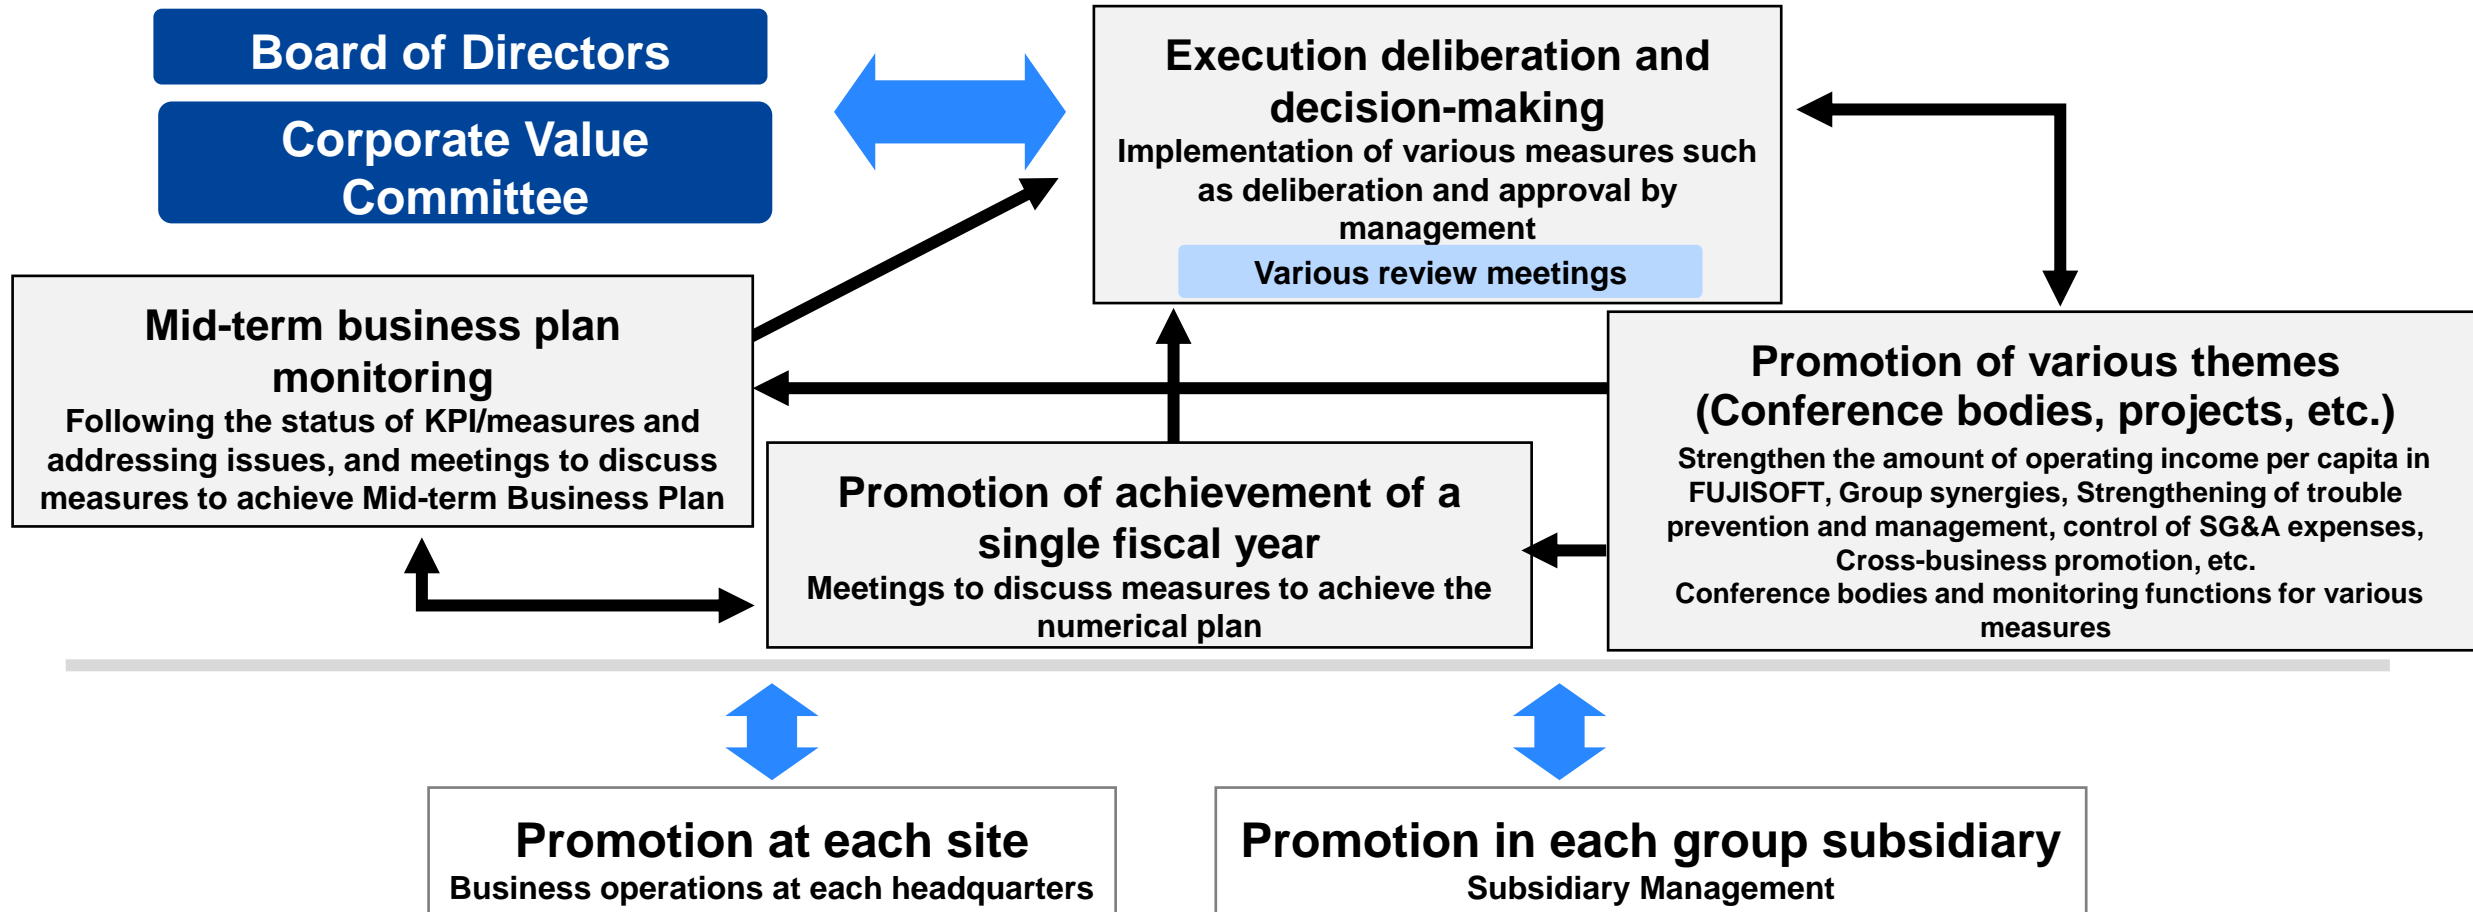 Board of Directors
Corporate Value
Committee
Execution deliberation and
decision-making
Implementation of various measures such
as deliberation and approval by
management
Various review meetings
Mid-term business plan
monitoring
Following the status of KPI/measures and
addressing issues, and meetings to discuss
measures to achieve Mid-term Business Plan
Promotion of achievement of a
single fiscal year
Meetings to discuss measures to achieve the
numerical plan
Promotion of various themes
(Conference bodies, projects, etc.)
Strengthen the amount of operating income per capita in
FUJISOFT, Group synergies, Strengthening of trouble
prevention and management, control of SG&A expenses,
Cross-business promotion, etc.
Conference bodies and monitoring functions for various
measures
Promotion at each site
Business operations at each headquarters
Promotion in each group subsidiary
Subsidiary Management